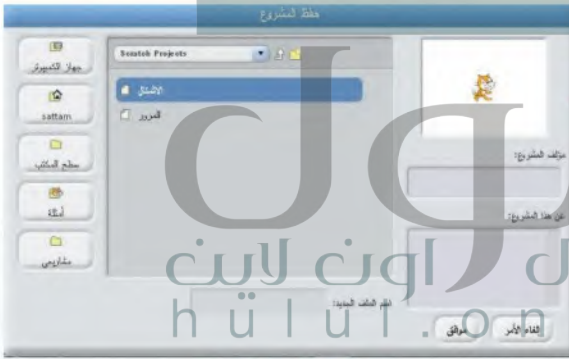 حفظ المشروع
جهاز الكمبيوتر
sattam
سطح المكتب
أمثلة
مشاريعي
Scratch Projects
المرور
مؤلف المشروع:
عن هذا المشروع:
اسم الملف الجديد:
موافق
إلغاء الأمر
حلول اون لاين
hulul.on